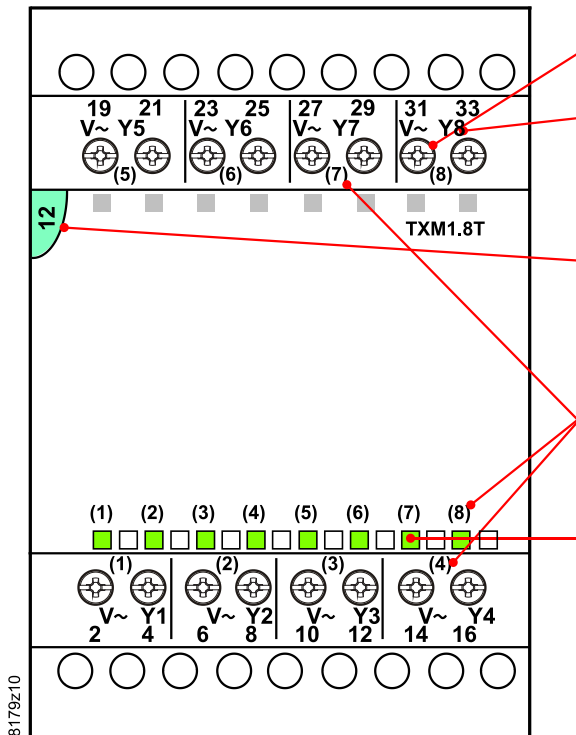 19 21 23 25 27 29 31 33
V~ Y5 V~ Y6 V~ Y7 V~ Y8
(5) (6) (7) (8)
12
TXM1.8T
(1) (2) (3) (4) (5) (6) (7) (8)
(1) (2) (3) (4)
V~ Y1 V~ Y2 V~ Y3 V~ Y4
2 4 6 8 10 12 14 16
8179z10